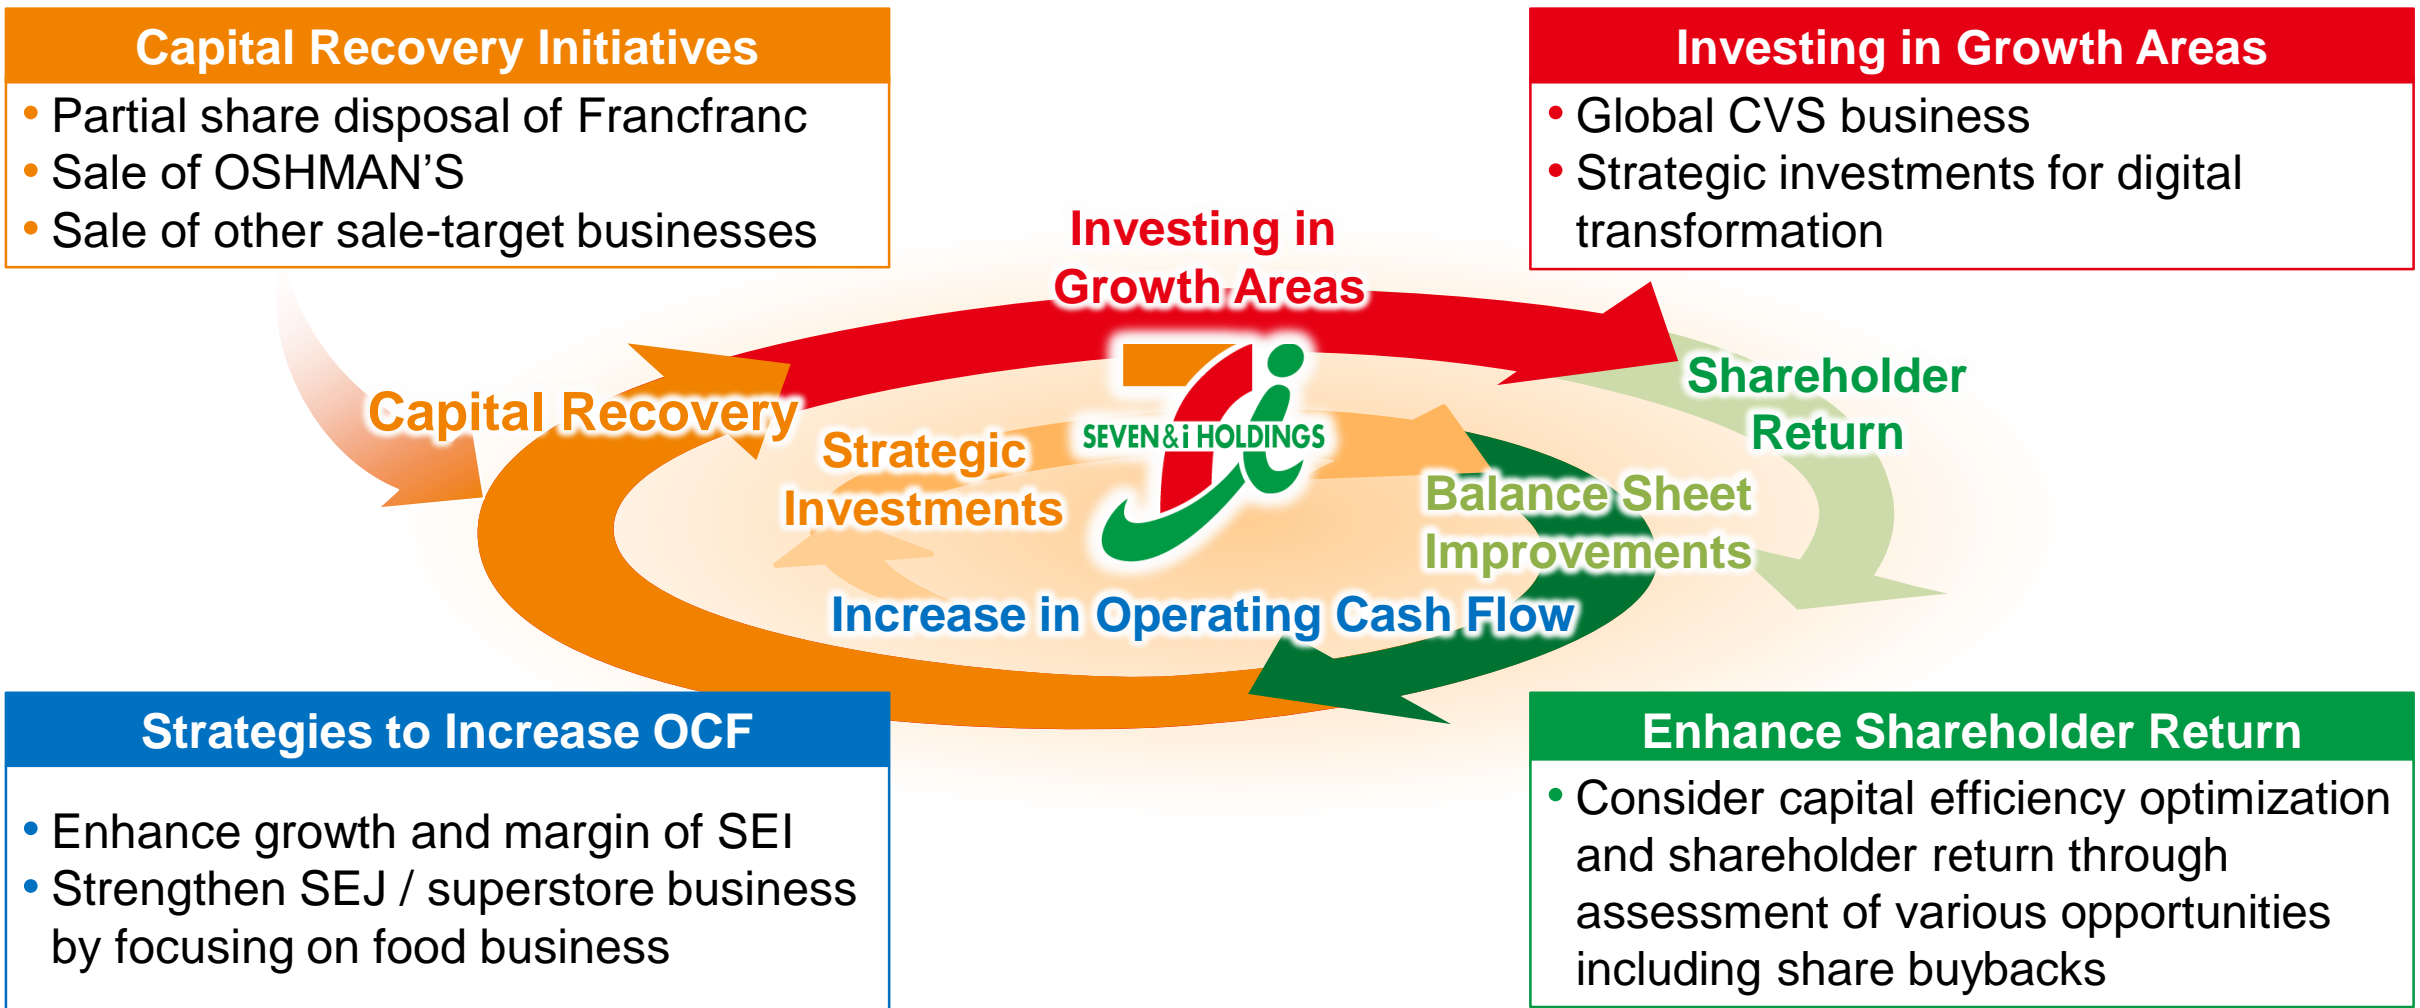 Capital Recovery Initiatives
• Partial share disposal of Francfranc
• Sale of OSHMAN’S
• Sale of other sale-target businesses
Investing in Growth Areas
• Global CVS business
• Strategic investments for digital
transformation
Investing in
Growth Areas
Capital Recovery
Shareholder
Return
Strategic
Investments
SEVEN&i HOLDINGS
Balance Sheet
Improvements
Increase in Operating Cash Flow
Strategies to Increase OCF
• Enhance growth and margin of SEI
• Strengthen SEJ / superstore business
by focusing on food business
Enhance Shareholder Return
• Consider capital efficiency optimization
and shareholder return through
assessment of various opportunities
including share buybacks